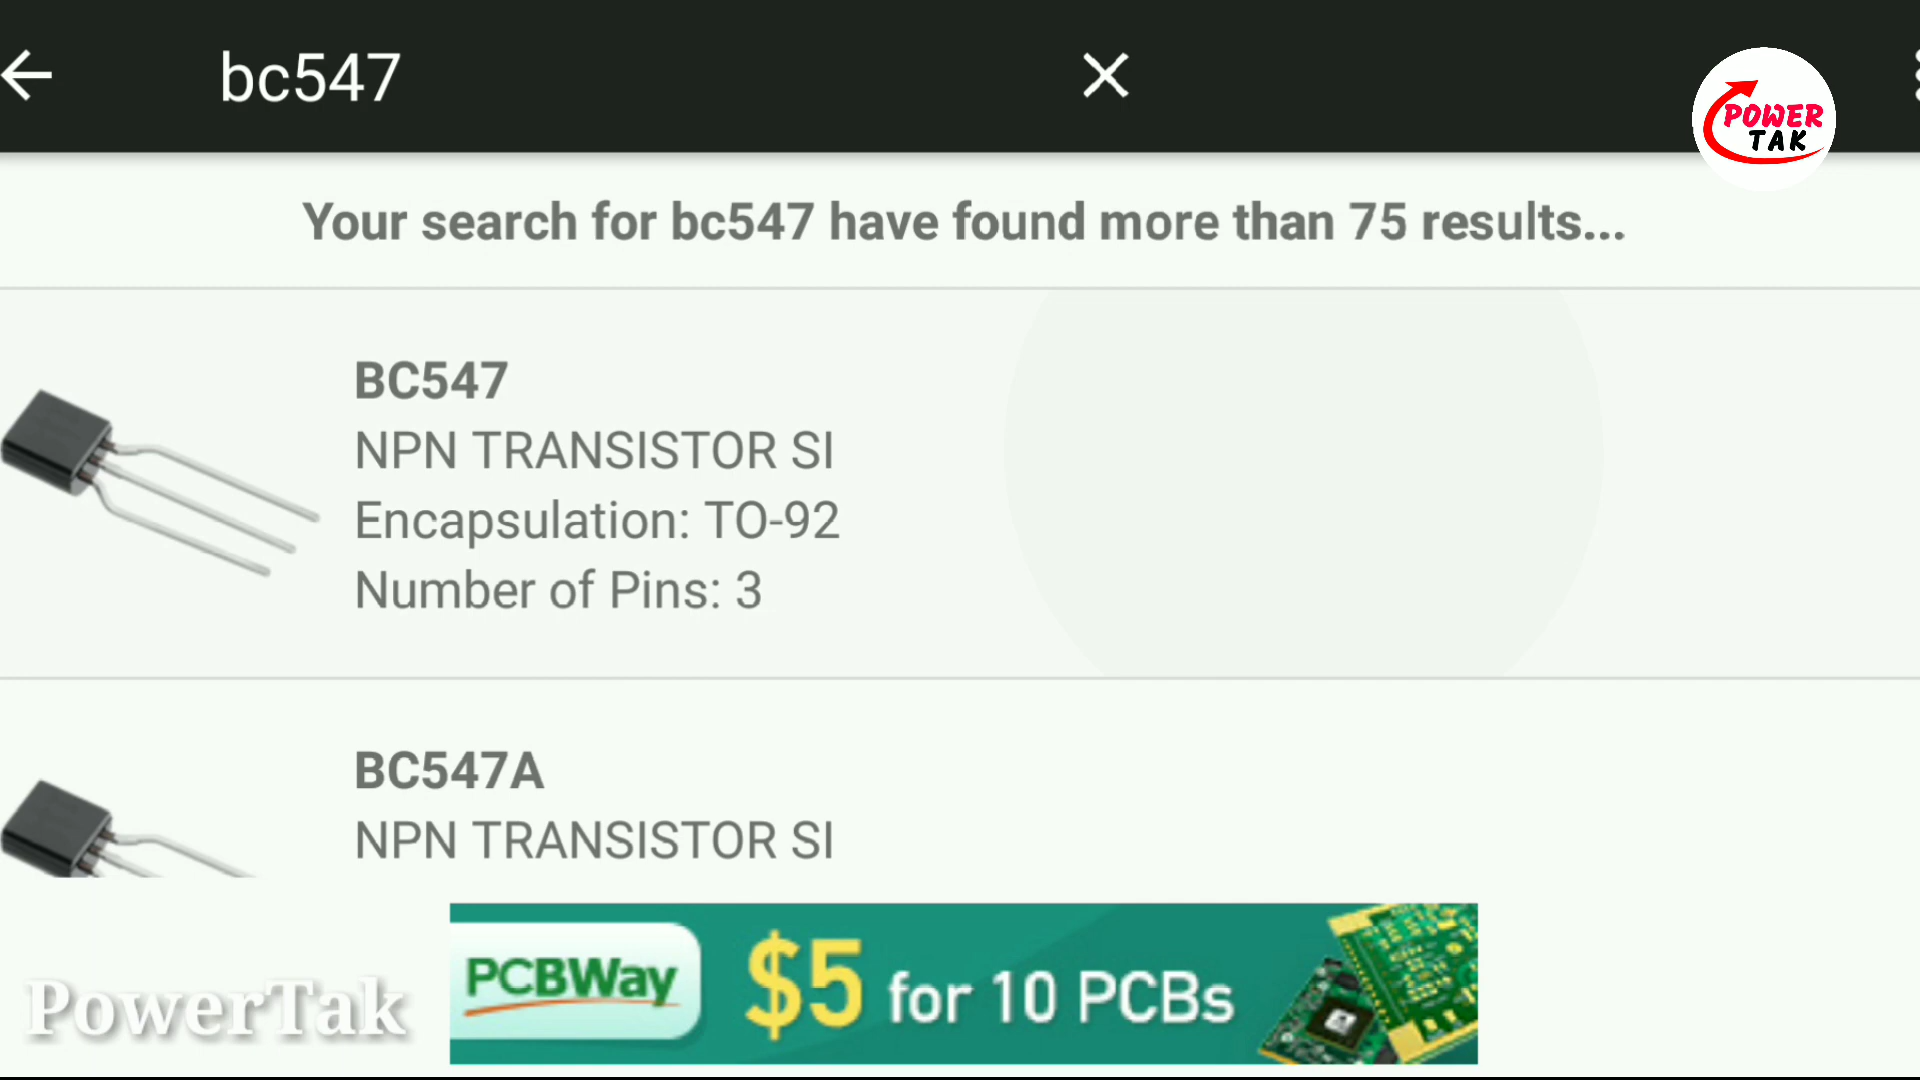 bc547
POWER
TAK
Your search for bc547 have found more than 75 results...
BC547
NPN TRANSISTOR SI
Encapsulation: TO-92
Number of Pins: 3
BC547A
NPN TRANSISTOR SI
PowerTak
PCBWay
$5 for 10 PCBs